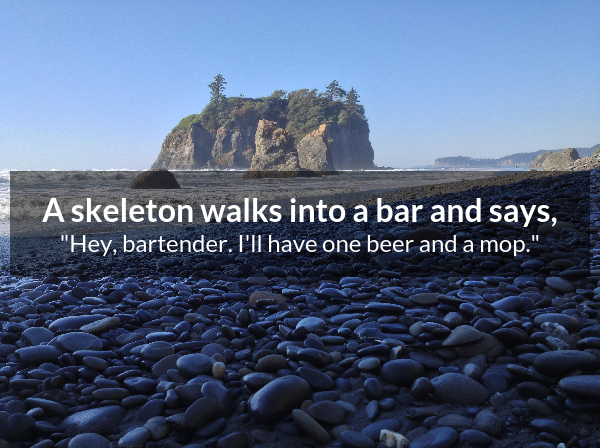 A skeleton walks into a bar and says,
"Hey, bartender. I'll have one beer and a mop."